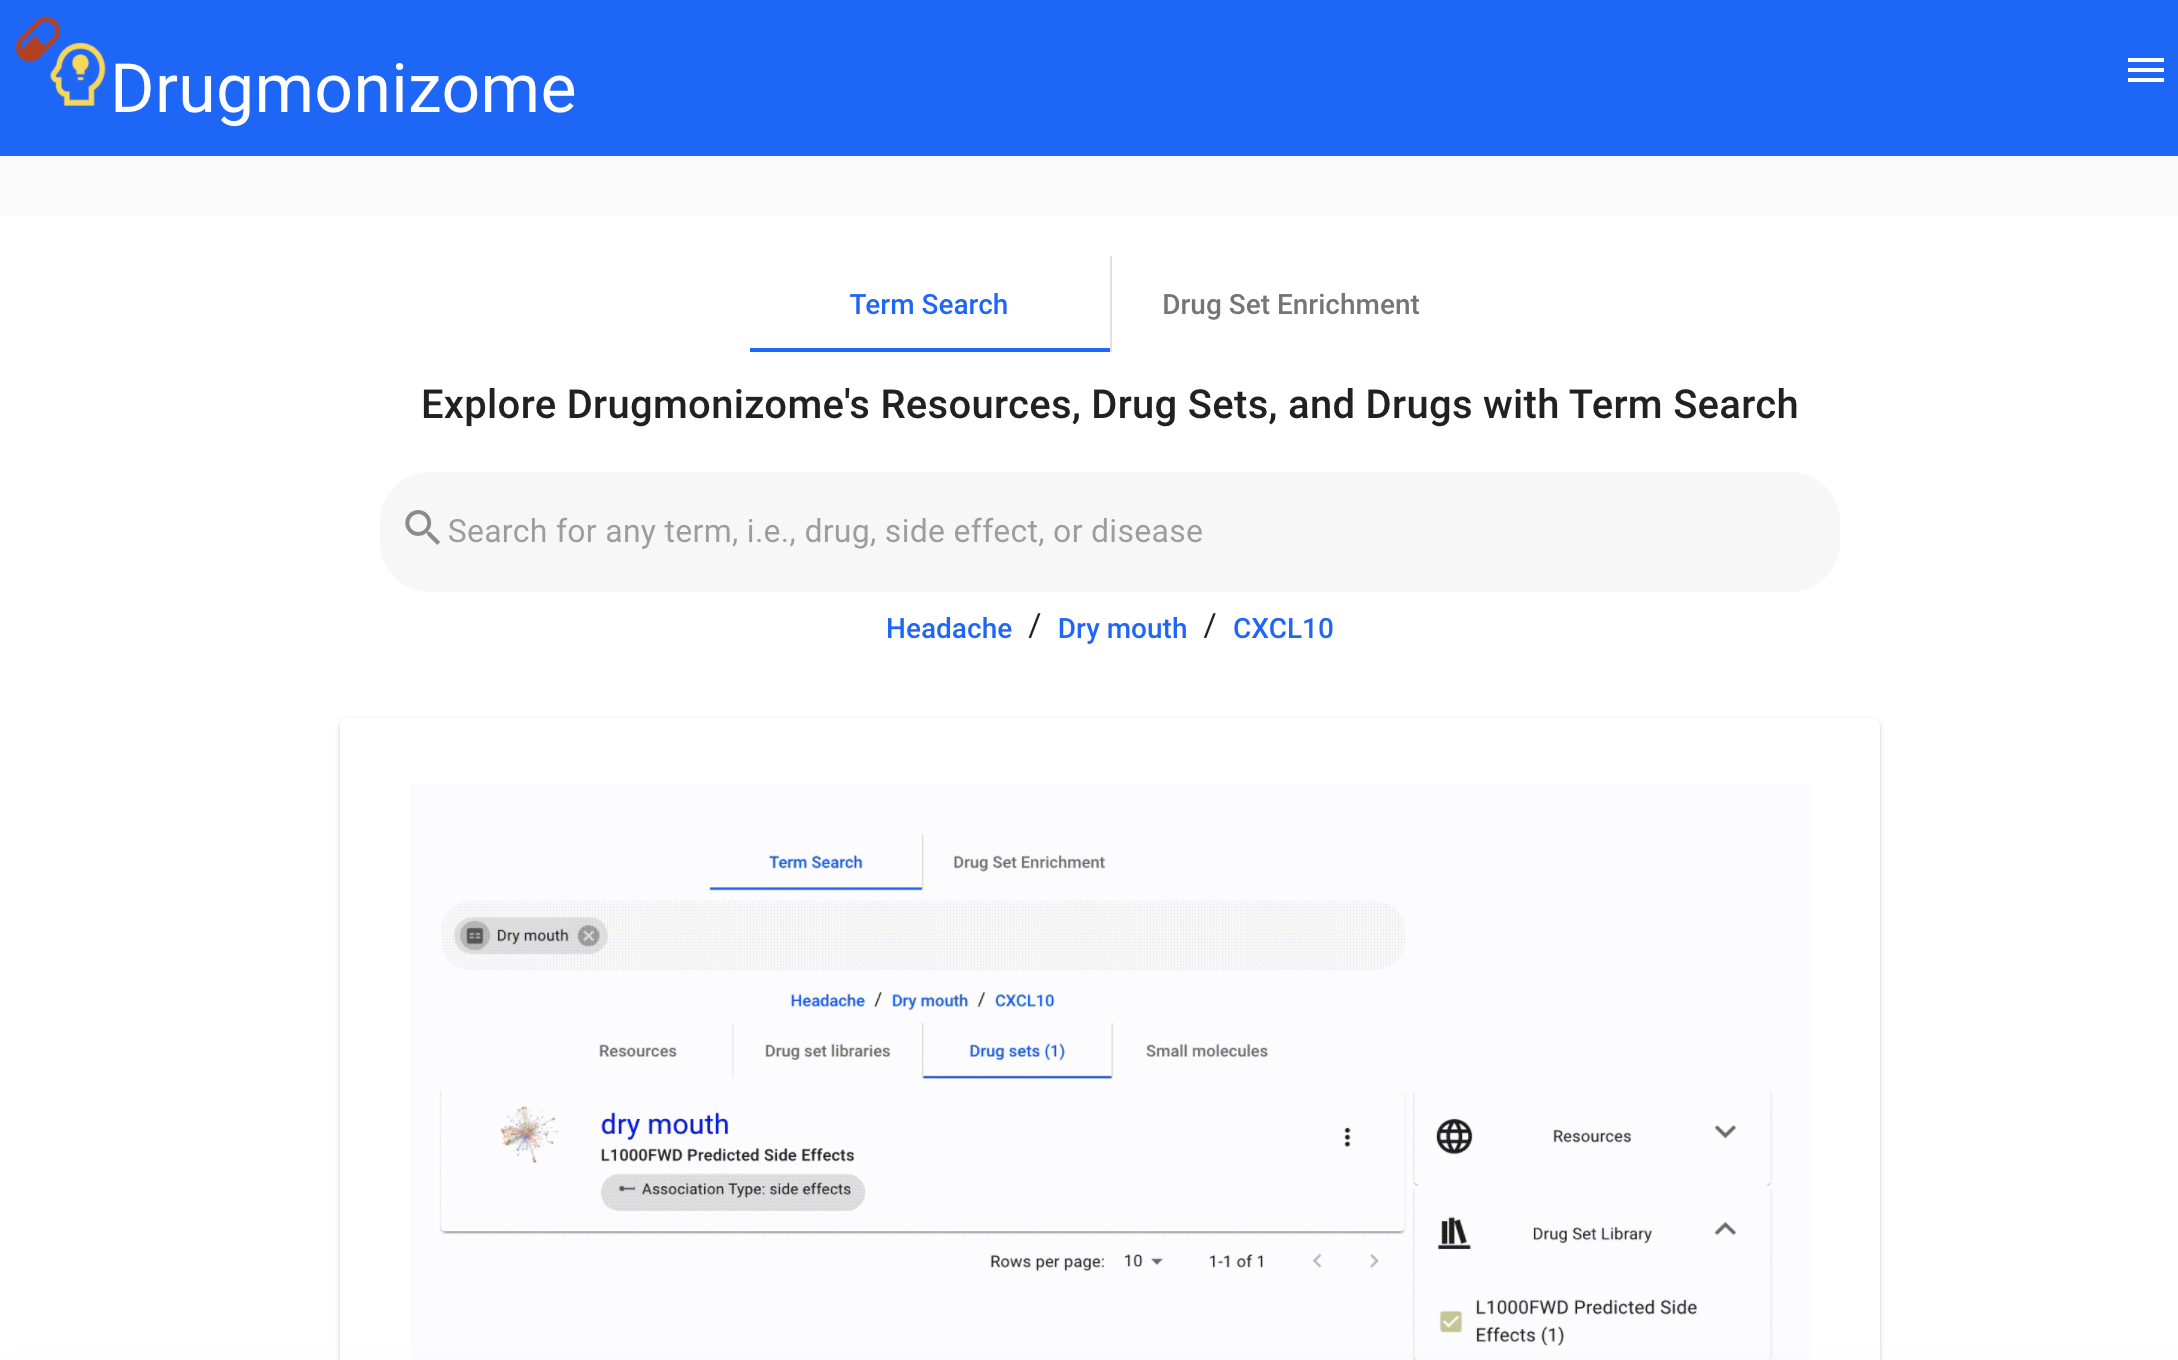 Drugmonizome
Term Search
Drug Set Enrichment
Explore Drugmonizome's Resources, Drug Sets, and Drugs with Term Search
Search for any term, i.e., drug, side effect, or disease
Headache / Dry mouth / CXCL10
Term Search
Drug Set Enrichment
Dry mouth
Headache / Dry mouth / CXCL10
Resources
Drug set libraries
Drug sets (1)
Small molecules
dry mouth
L1000FWD Predicted Side Effects
Association Type: side effects
Rows per page: 10
1-1 of 1
Resources
Drug Set Library
L1000FWD Predicted Side
Effects (1)